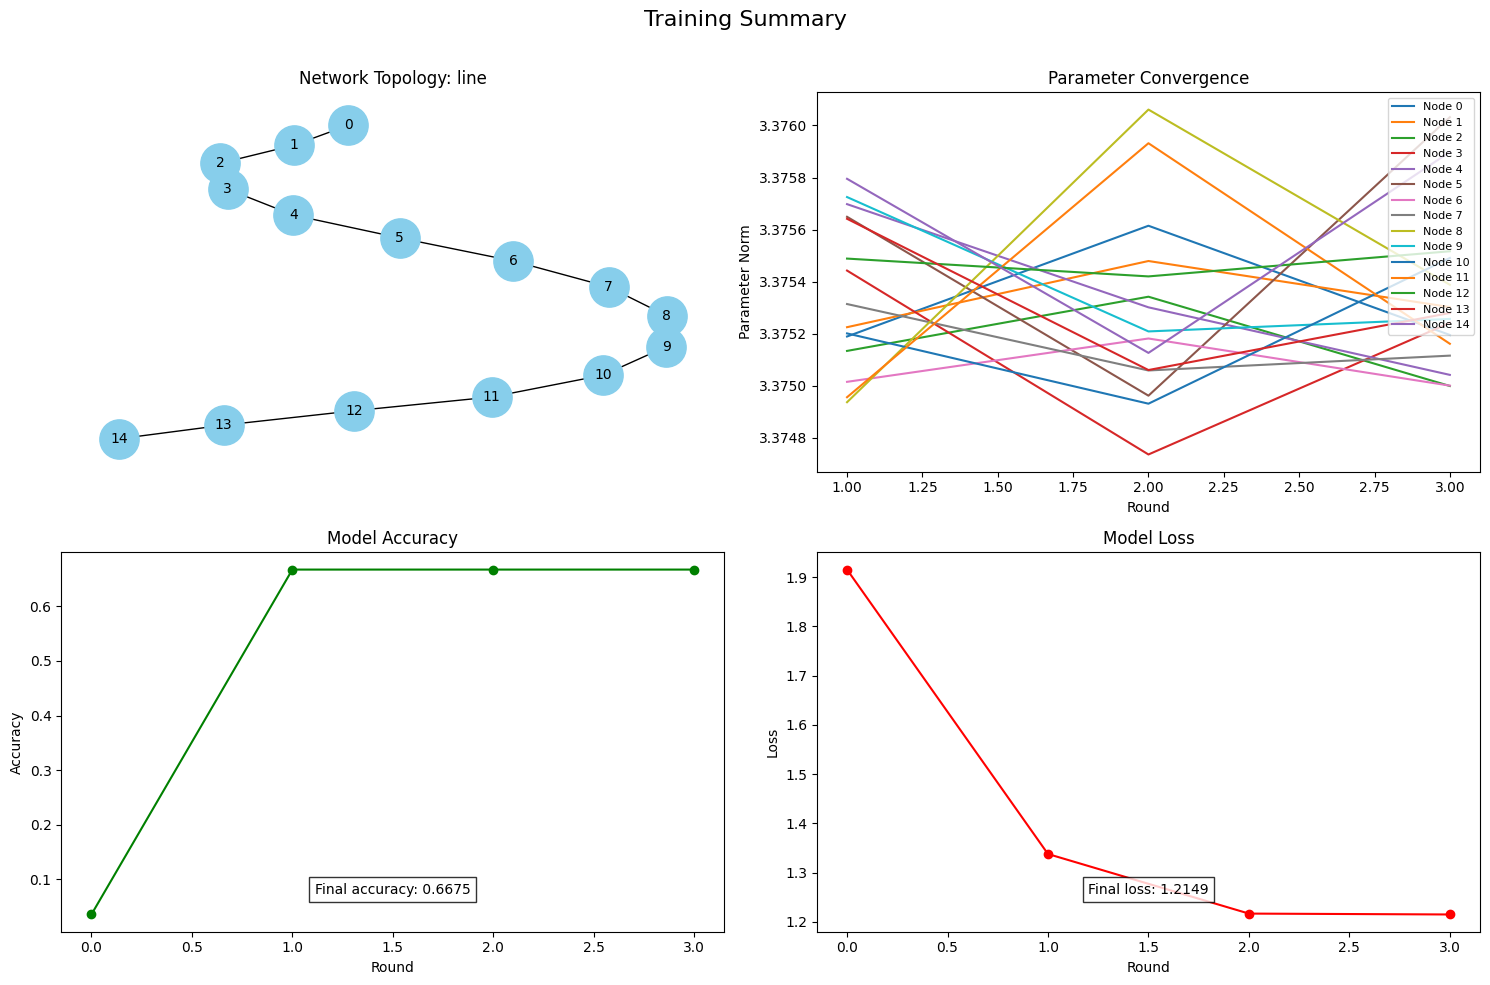 Training Summary
Network Topology: line
0
1
2
3
4
5
6
7
8
9
10
11
12
13
14
Parameter Convergence
Parameter Norm
3.3760
3.3758
3.3756
3.3754
3.3752
3.3750
3.3748
Node 0
Node 1
Node 2
Node 3
Node 4
Node 5
Node 6
Node 7
Node 8
Node 9
Node 10
Node 11
Node 12
Node 13
Node 14
1.00 1.25 1.50 1.75 2.00 2.25 2.50 2.75 3.00
Round
Model Accuracy
Accuracy
0.6
0.5
0.4
0.3
0.2
0.1
Final accuracy: 0.6675
0.0 0.5 1.0 1.5 2.0 2.5 3.0
Round
Model Loss
Loss
1.9
1.8
1.7
1.6
1.5
1.4
1.3
1.2
Final loss: 1.2149
0.0 0.5 1.0 1.5 2.0 2.5 3.0
Round